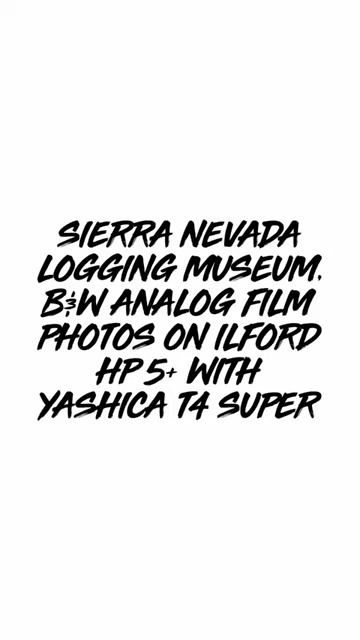 SIERRA NEVADA
LOGGING MUSEUM.
B&W ANALOG FILM
PHOTOS ON ILFORD
HP 5+ WITH
YASHICA T4 SUPER